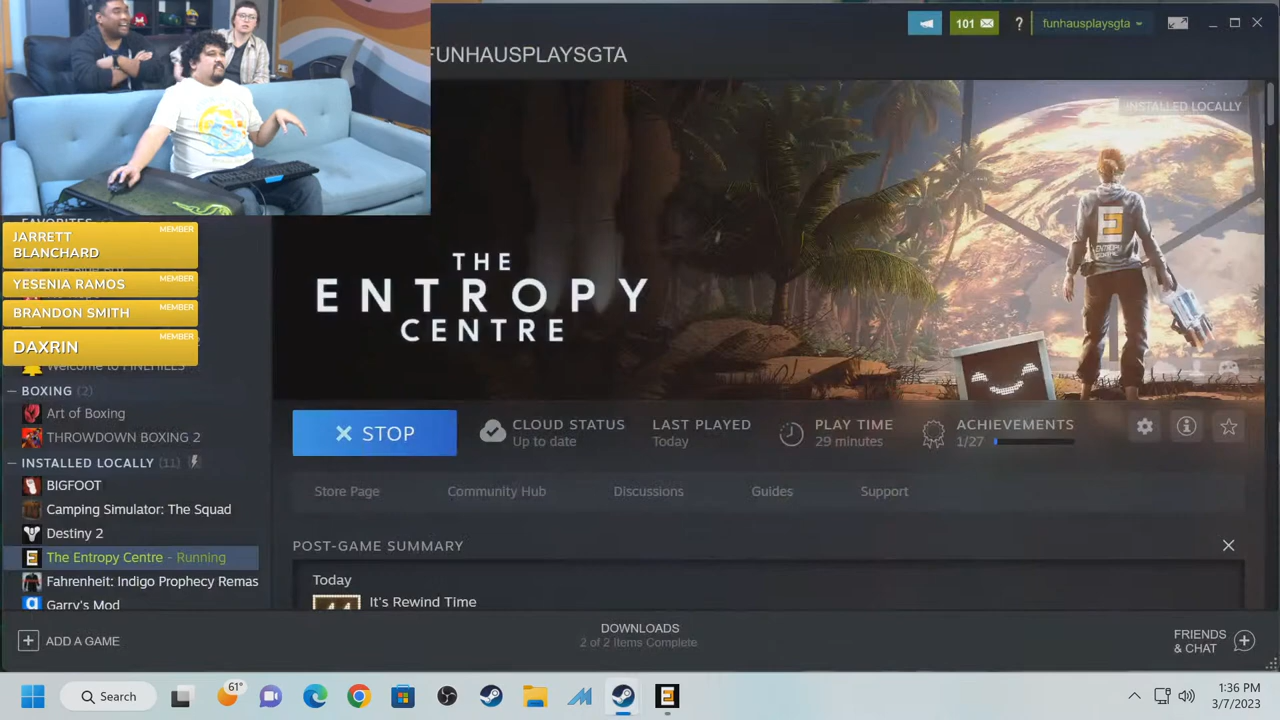 101
?
funhausplaysgta
FUNHAUSPLAYSGTA
INSTALLED LOCALLY
THE
ENTROPY
CENTRE
JARRETT
BLANCHARD
MEMBER
YESENIA RAMOS
MEMBER
BRANDON SMITH
MEMBER
DAXRIN
MEMBER
Welcome to PINEHILLS
BOXING (2)
Art of Boxing
THROWDOWN BOXING 2
INSTALLED LOCALLY (11)
BIGFOOT
Camping Simulator: The Squad
Destiny 2
The Entropy Centre - Running
Fahrenheit: Indigo Prophecy Remas
Garry's Mod
STOP
CLOUD STATUS
Up to date
LAST PLAYED
Today
PLAY TIME
29 minutes
ACHIEVEMENTS
1/27
Store Page
Community Hub
Discussions
Guides
Support
POST-GAME SUMMARY
Today
It's Rewind Time
ADD A GAME
DOWNLOADS
2 of 2 Items Complete
FRIENDS
& CHAT
61°
Search
1:36 PM
3/7/2023